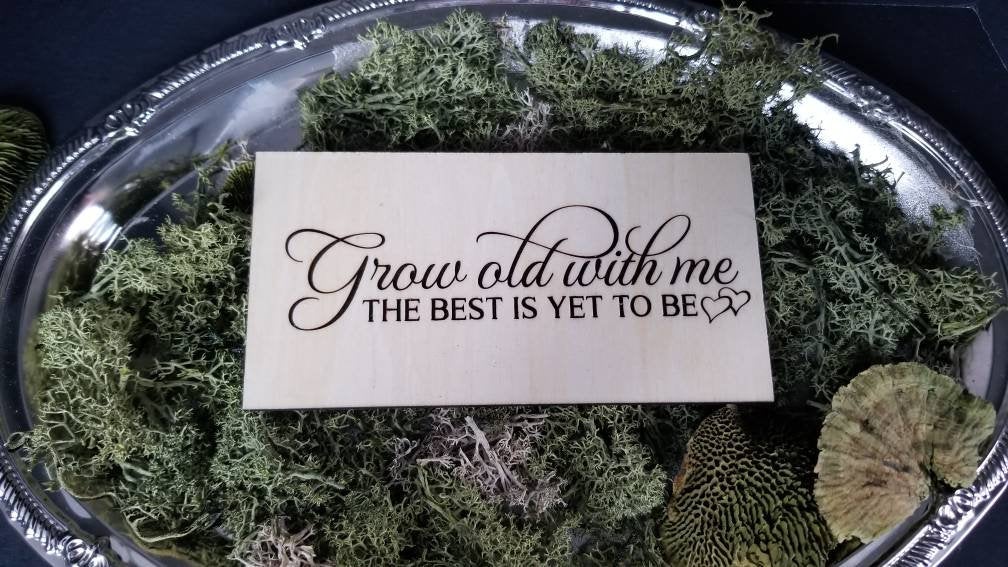 Grow old with me
THE BEST IS YET TO BE